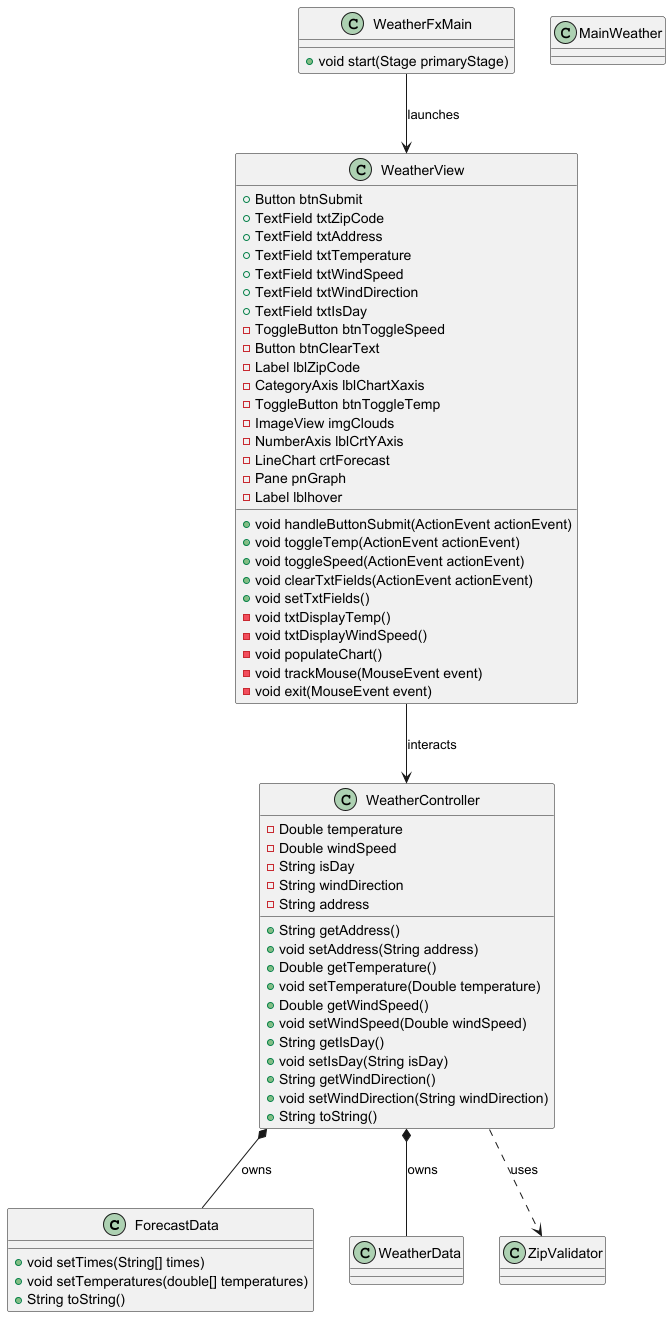 C WeatherFxMain
void start(Stage primaryStage)
C MainWeather
launches
C WeatherView
Button btnSubmit
TextField txtZipCode
TextField txtAddress
TextField txtTemperature
TextField txtWindSpeed
TextField txtWindDirection
TextField txtIsDay
ToggleButton btnToggleSpeed
Button btnClearText
Label lblZipCode
CategoryAxis lblChartXaxis
ToggleButton btnToggleTemp
ImageView imgClouds
NumberAxis lblCrtYAxis
LineChart crtForecast
Pane pnGraph
Label lblhover
void handleButtonSubmit(ActionEvent actionEvent)
void toggleTemp(ActionEvent actionEvent)
void toggleSpeed(ActionEvent actionEvent)
void clearTxtFields(ActionEvent actionEvent)
void setTxtFields()
void txtDisplayTemp()
void txtDisplayWindSpeed()
void populateChart()
void trackMouse(MouseEvent event)
void exit(MouseEvent event)
interacts
C WeatherController
Double temperature
Double windSpeed
String isDay
String windDirection
String address
String getAddress()
void setAddress(String address)
Double getTemperature()
void setTemperature(Double temperature)
Double getWindSpeed()
void setWindSpeed(Double windSpeed)
String getIsDay()
void setIsDay(String isDay)
String getWindDirection()
void setWindDirection(String windDirection)
String toString()
owns
owns
uses
C ForecastData
void setTimes(String[] times)
void setTemperatures(double[] temperatures)
String toString()
C WeatherData
C ZipValidator